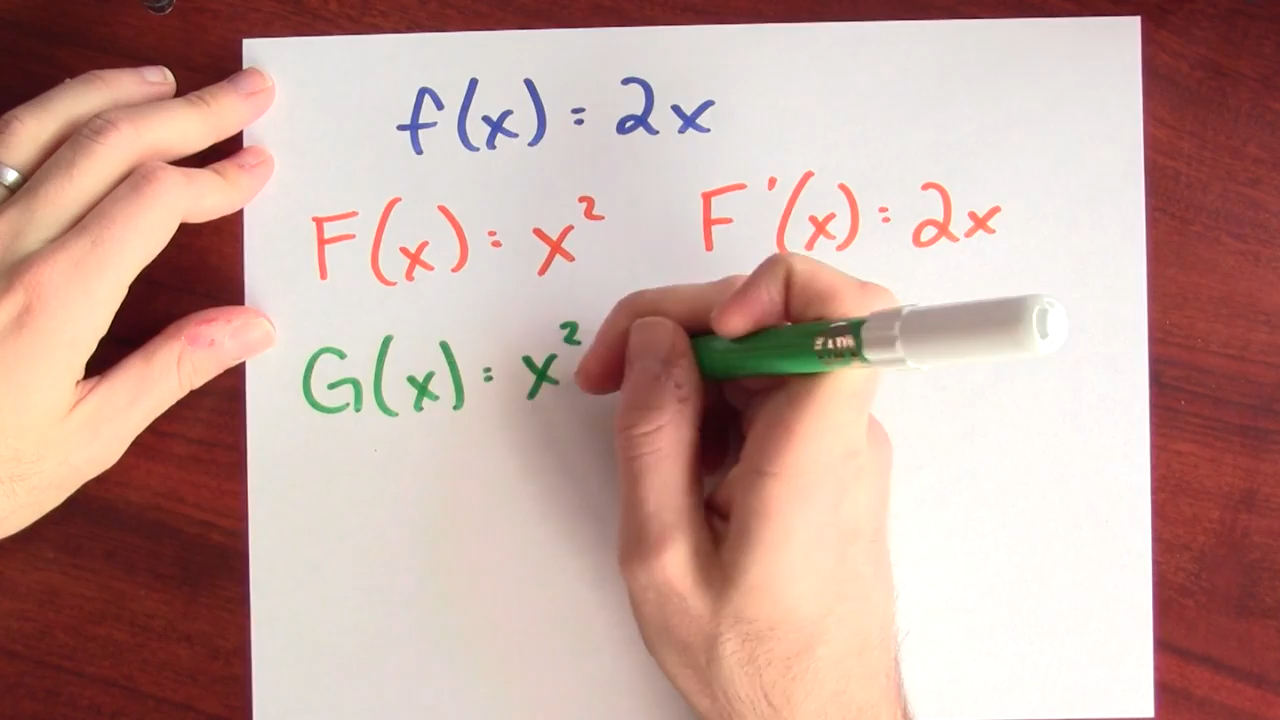 f(x) = 2x
F(x) = x² F'(x) = 2x
G(x) = x²